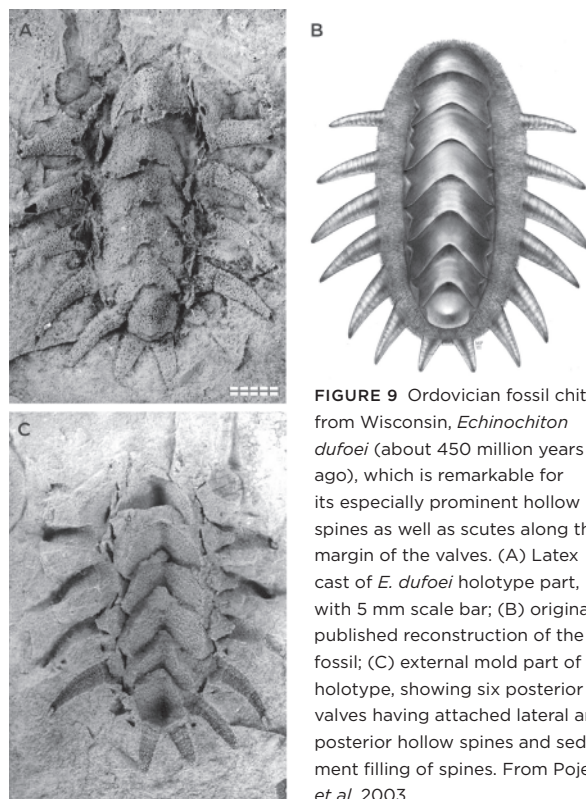 A
B
C
FIGURE 9 Ordovician fossil chit
from Wisconsin, Echinochiton
dufoei (about 450 million years
ago), which is remarkable for
its especially prominent hollow
spines as well as scutes along th
margin of the valves. (A) Latex
cast of E. dufoei holotype part,
with 5 mm scale bar; (B) origina
published reconstruction of the
fossil; (C) external mold part of
holotype, showing six posterior
valves having attached lateral a
posterior hollow spines and sed
ment filling of spines. From Poje
et al. 2003